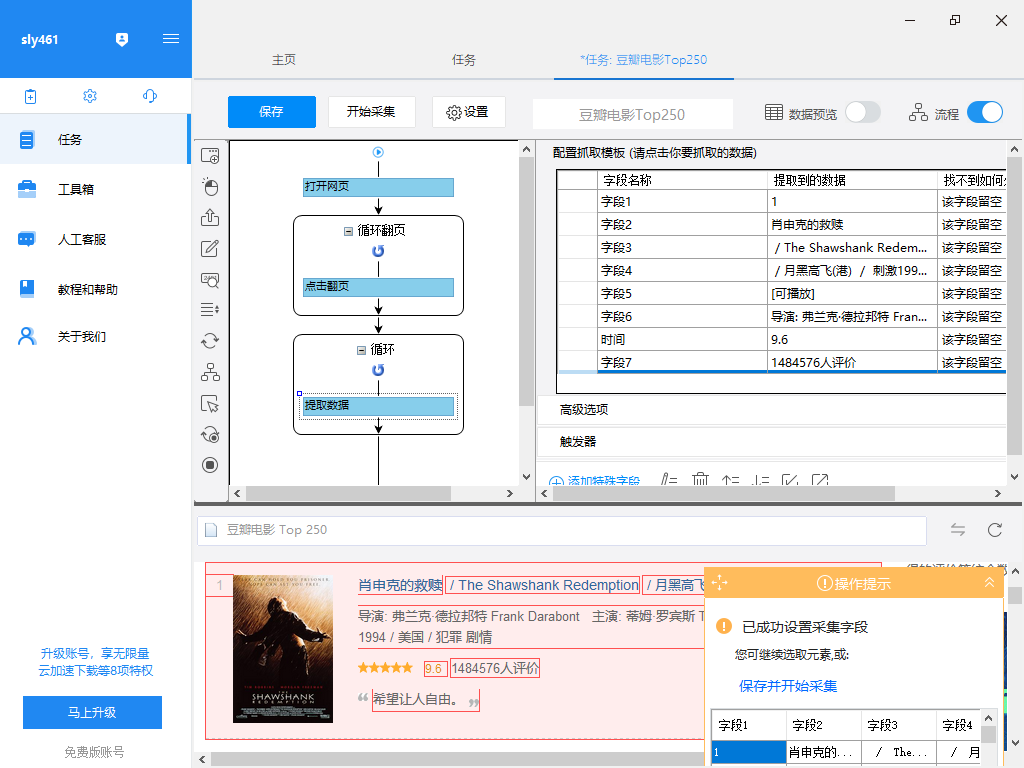 sly461
任务
工具箱
人工客服
教程和帮助
关于我们
升级账号，享无限量
云加速下载等8项特权
马上升级
免费版账号
主页
任务
*任务: 豆瓣电影Top250
保存
开始采集
设置
豆瓣电影Top250
数据预览
流程
打开网页
循环翻页
点击翻页
循环
提取数据
配置抓取模板 (请点击你要抓取的数据)
字段名称 提取到的数据 找不到如何
字段1 1 该字段留空
字段2 肖申克的救赎 该字段留空
字段3 / The Shawshank Redem... 该字段留空
字段4 / 月黑高飞(港) / 刺激199... 该字段留空
字段5 [可播放] 该字段留空
字段6 导演: 弗兰克·德拉邦特 Fran... 该字段留空
时间 9.6 该字段留空
字段7 1484576人评价 该字段留空
高级选项
触发器
添加特殊字段
豆瓣电影 Top 250
1
肖申克的救赎 / The Shawshank Redemption / 月黑高飞
导演: 弗兰克·德拉邦特 Frank Darabont 主演: 蒂姆·罗宾斯 T
1994 / 美国 / 犯罪 剧情
9.6 1484576人评价
“希望让人自由。”
THE
SHAWSHANK
REDEMPTION
操作提示
已成功设置采集字段
您可继续选取元素,或:
保存并开始采集
字段1 字段2 字段3 字段4
1 肖申克的... / The... / 月